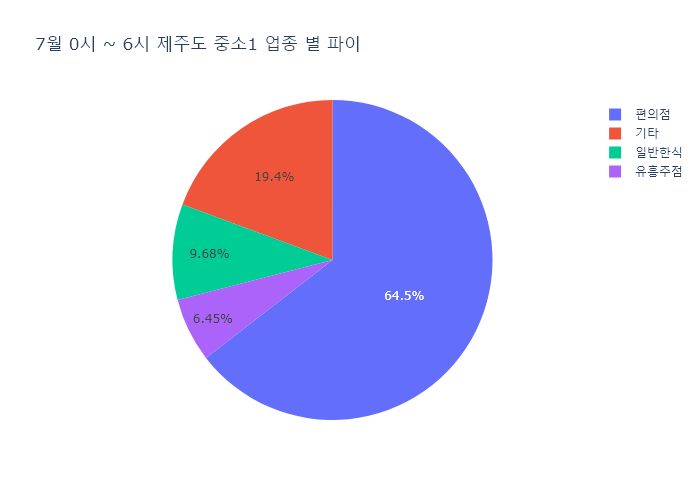 7월 0시 ~ 6시 제주도 중소1 업종 별 파이
편의점
기타
일반한식
유흥주점
19.4%
9.68%
64.5%
6.45%